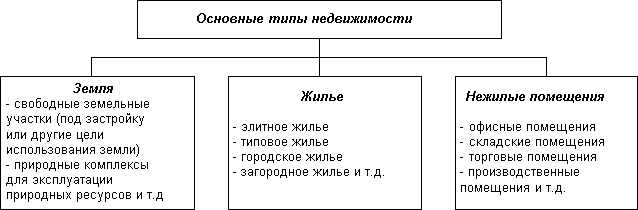 Основные типы недвижимости
Земля
- свободные земельные
участки (под застройку
или другие цели
использования земли)
- природные комплексы
для эксплуатации
природных ресурсов и т.д
Жилье
- элитное жилье
- типовое жилье
- городское жилье
- загородное жилье и т.д.
Нежилые помещения
- офисные помещения
- складские помещения
- торговые помещения
- производственные
помещения и т.д.